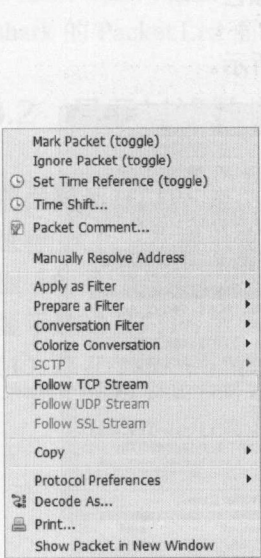 Mark Packet (toggle)
Ignore Packet (toggle)
Set Time Reference (toggle)
Time Shift...
Packet Comment...
Manually Resolve Address
Apply as Filter
Prepare a Filter
Conversation Filter
Colorize Conversation
SCTP
Follow TCP Stream
Follow UDP Stream
Follow SSL Stream
Copy
Protocol Preferences
Decode As...
Print...
Show Packet in New Window